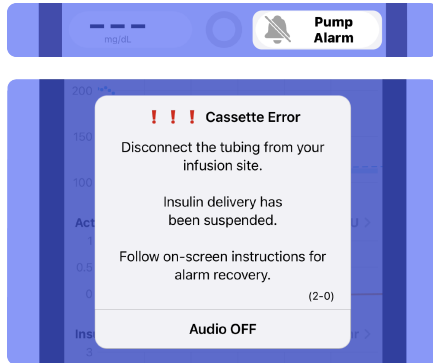 ---
mg/dL
Pump
Alarm
200
❗❗❗ Cassette Error
150
Disconnect the tubing from your
infusion site.
100
Insulin delivery has
been suspended.
Act
U >
1
0.5
Follow on-screen instructions for
alarm recovery.
0
(2-0)
Audio OFF
Ins
r >
3